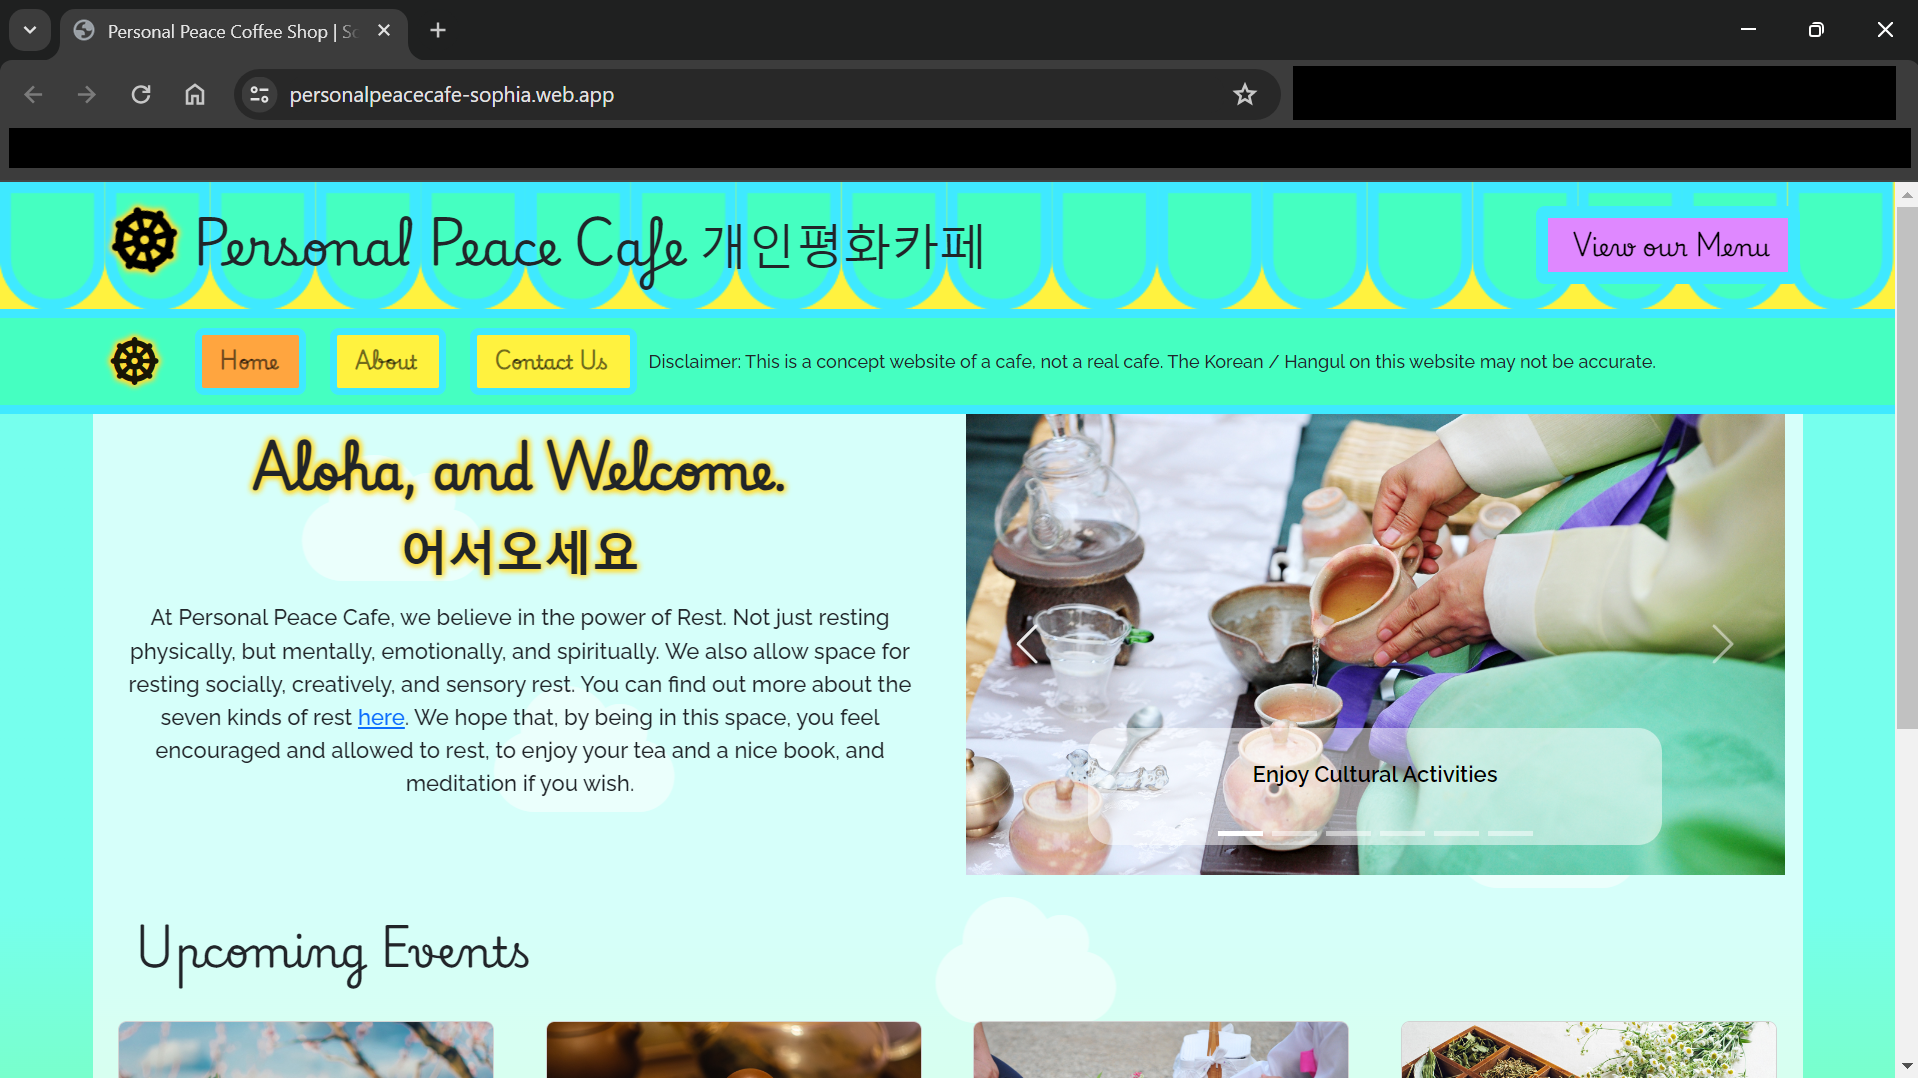 Personal Peace Coffee Shop | So
personalpeacecafe-sophia.web.app
Personal Peace Cafe 개인평화카페
View our Menu
Home
About
Contact Us
Disclaimer: This is a concept website of a cafe, not a real cafe. The Korean / Hangul on this website may not be accurate.
Aloha, and Welcome.
어서오세요
At Personal Peace Cafe, we believe in the power of Rest. Not just resting
physically, but mentally, emotionally, and spiritually. We also allow space for
resting socially, creatively, and sensory rest. You can find out more about the
seven kinds of rest here. We hope that, by being in this space, you feel
encouraged and allowed to rest, to enjoy your tea and a nice book, and
meditation if you wish.
Enjoy Cultural Activities
Upcoming Events